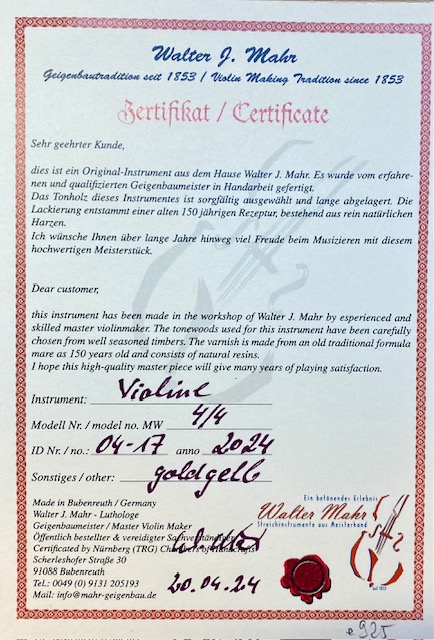 Walter J. Mahr
Geigenbautradition seit 1853 / Violin Making Tradition since 1853
Zertifikat / Certificate
Sehr geehrter Kunde,
dies ist ein Original-Instrument aus dem Hause Walter J. Mahr. Es wurde vom erfahre-
nen und qualifizierten Geigenbaumeister in Handarbeit gefertigt.
Das Tonholz dieses Instrumentes ist sorgfältig ausgewählt und lange abgelagert. Die
Lackierung entstammt einer alten 150 jährigen Rezeptur, bestehend aus rein natürlichen
Harzen.
Ich wünsche Ihnen über lange Jahre hinweg viel Freude beim Musizieren mit diesem
hochwertigen Meisterstück.
Dear customer,
this instrument has been made in the workshop of Walter J. Mahr by esperienced and
skilled master violinmaker. The tonewoods used for this instrument have been carefully
chosen from well seasoned timbers. The varnish is made from an old traditional formula
mare as 150 years old and consists of natural resins.
I hope this high-quality master piece will give many years of playing satisfaction.
Instrument: Violine
Modell Nr. / model no. MW 4/4
ID Nr. / no.: 04-17 anno 2024
Sonstiges / other: goldgelb
Made in Bubenreuth / Germany
Walter J. Mahr - Luthologe
Geigenbaumeister / Master Violin Maker
Öffentlich bestellter & vereidigter Sachverständiger
Certificated by Nürnberg (TRG) Chambers of Handcrafts
Scherleshofer Straße 30
91088 Bubenreuth
Tel.: 0049 (0) 9131 205193
Mail: info@mahr-geigenbau.de
20.04.24
Ein betönendes Erlebnis
Walter Mahr
Streichinstrumente aus Meisterhand
seit 1853
925